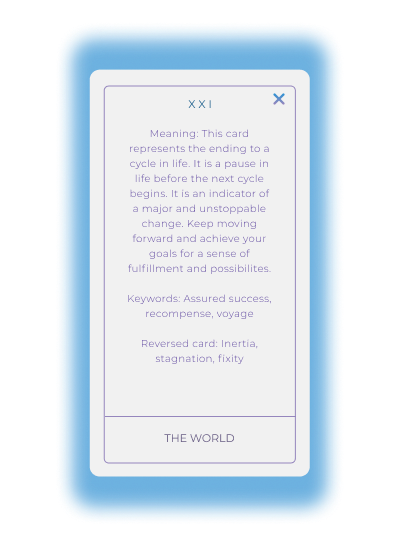 XXI
Meaning: This card
represents the ending to a
cycle in life. It is a pause in
life before the next cycle
begins. It is an indicator of
a major and unstoppable
change. Keep moving
forward and achieve your
goals for a sense of
fulfillment and possibilites.
Keywords: Assured success,
recompense, voyage
Reversed card: Inertia,
stagnation, fixity
THE WORLD